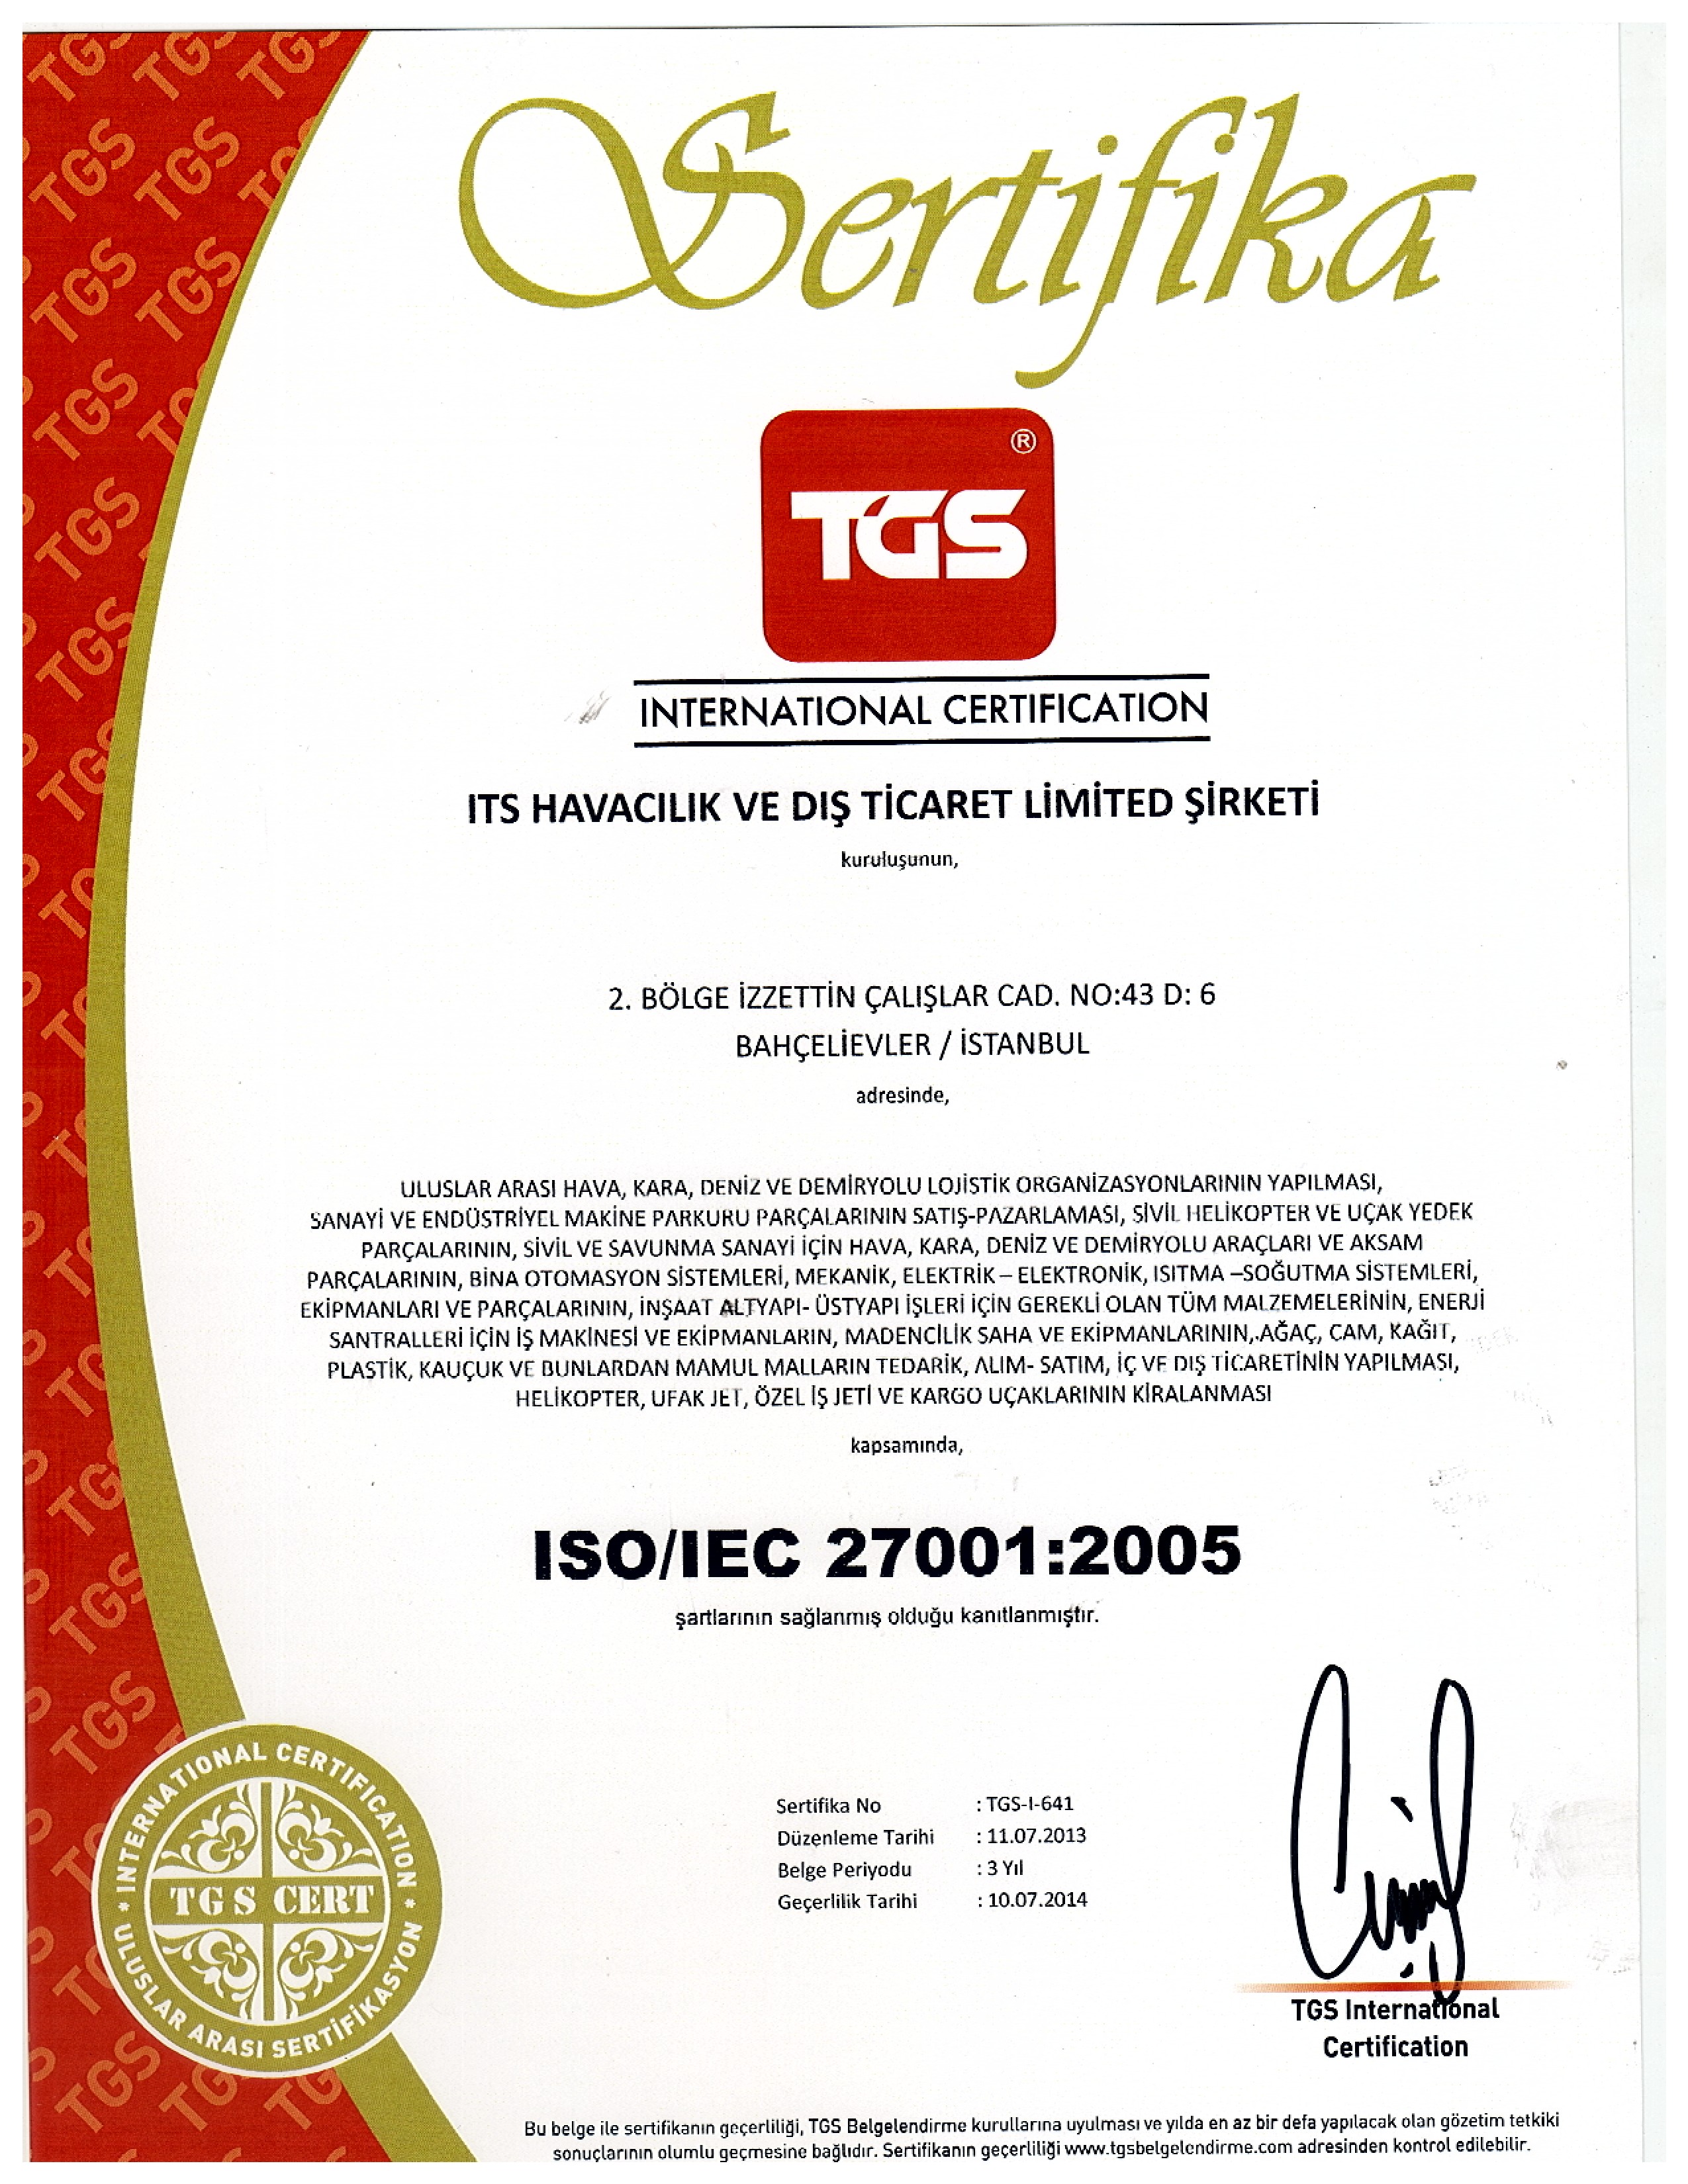 Sertifika
TGS ®
INTERNATIONAL CERTIFICATION
ITS HAVACILIK VE DIŞ TİCARET LİMİTED ŞİRKETİ
kuruluşunun,
2. BÖLGE İZZETTİN ÇALIŞLAR CAD. NO:43 D: 6
BAHÇELİEVLER / İSTANBUL
adresinde,
ULUSLAR ARASI HAVA, KARA, DENİZ VE DEMİRYOLU LOJİSTİK ORGANİZASYONLARININ YAPILMASI,
SANAYİ VE ENDÜSTRİYEL MAKİNE PARKURU PARÇALARININ SATIŞ-PAZARLAMASI, SİVİL HELİKOPTER VE UÇAK YEDEK
PARÇALARININ, SİVİL VE SAVUNMA SANAYİ İÇİN HAVA, KARA, DENİZ VE DEMİRYOLU ARAÇLARI VE AKSAM
PARÇALARININ, BİNA OTOMASYON SİSTEMLERİ, MEKANİK, ELEKTRİK – ELEKTRONİK, ISITMA –SOĞUTMA SİSTEMLERİ,
EKİPMANLARI VE PARÇALARININ, İNŞAAT ALTYAPI- ÜSTYAPI İŞLERİ İÇİN GEREKLİ OLAN TÜM MALZEMELERİNİN, ENERJİ
SANTRALLERİ İÇİN İŞ MAKİNESİ VE EKİPMANLARIN, MADENCİLİK SAHA VE EKİPMANLARININ, AĞAÇ, CAM, KAĞIT,
PLASTİK, KAUÇUK VE BUNLARDAN MAMUL MALLARIN TEDARİK, ALIM- SATIM, İÇ VE DIŞ TİCARETİNİN YAPILMASI,
HELİKOPTER, UFAK JET, ÖZEL İŞ JETİ VE KARGO UÇAKLARININ KİRALANMASI
kapsamında,
ISO/IEC 27001:2005
şartlarının sağlanmış olduğu kanıtlanmıştır.
Sertifika No : TGS-I-641
Düzenleme Tarihi : 11.07.2013
Belge Periyodu : 3 Yıl
Geçerlilik Tarihi : 10.07.2014
INTERNATIONAL CERTIFICATION
TGS CERT
ULUSLAR ARASI SERTİFİKASYON
TGS International
Certification
Bu belge ile sertifikanın geçerliliği, TGS Belgelendirme kurullarına uyulması ve yılda en az bir defa yapılacak olan gözetim tetkiki
sonuçlarının olumlu geçmesine bağlıdır. Sertifikanın geçerliliği www.tgsbelgelendirme.com adresinden kontrol edilebilir.